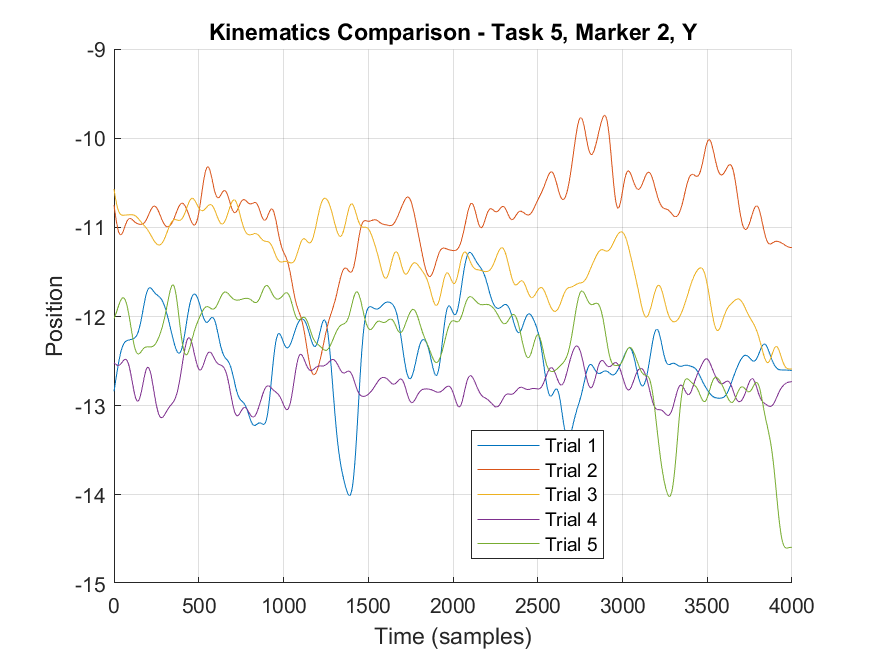 Kinematics Comparison - Task 5, Marker 2, Y
-9
-10
-11
-12
-13
-14
-15
Position
Trial 1
Trial 2
Trial 3
Trial 4
Trial 5
0 500 1000 1500 2000 2500 3000 3500 4000
Time (samples)